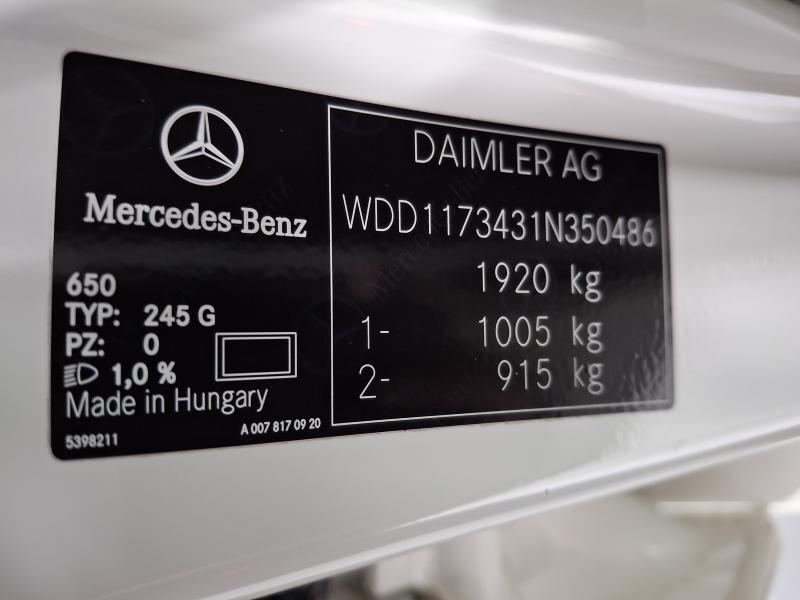 Mercedes-Benz
650
TYP: 245 G
PZ: 0
1,0 %
Made in Hungary
5398211
A 007 817 09 20
DAIMLER AG
WDD1173431N350486
1920 kg
1- 1005 kg
2- 915 kg